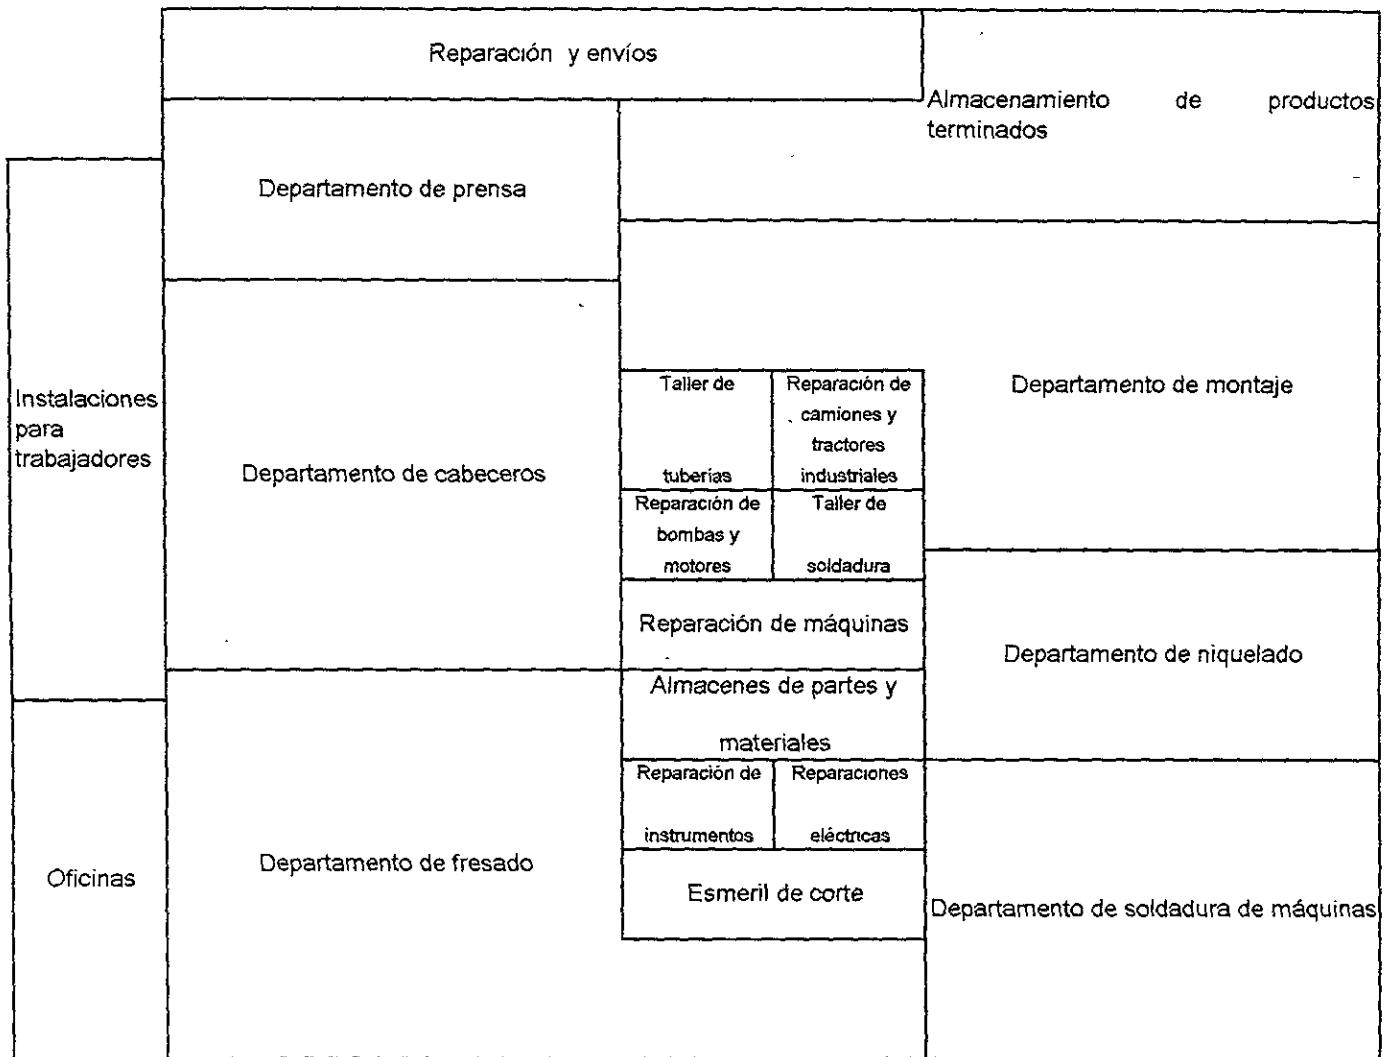 Reparación y envíos
Almacenamiento de productos
terminados
Departamento de prensa
Instalaciones
para
trabajadores
Departamento de cabeceros
Taller de
tuberías
Reparación de
camiones y
tractores
industriales
Departamento de montaje
Reparación de
bombas y
motores
Taller de
soldadura
Reparación de máquinas
Departamento de niquelado
Almacenes de partes y
materiales
Reparación de
instrumentos
Reparaciones
eléctricas
Oficinas
Departamento de fresado
Esmeril de corte
Departamento de soldadura de máquinas